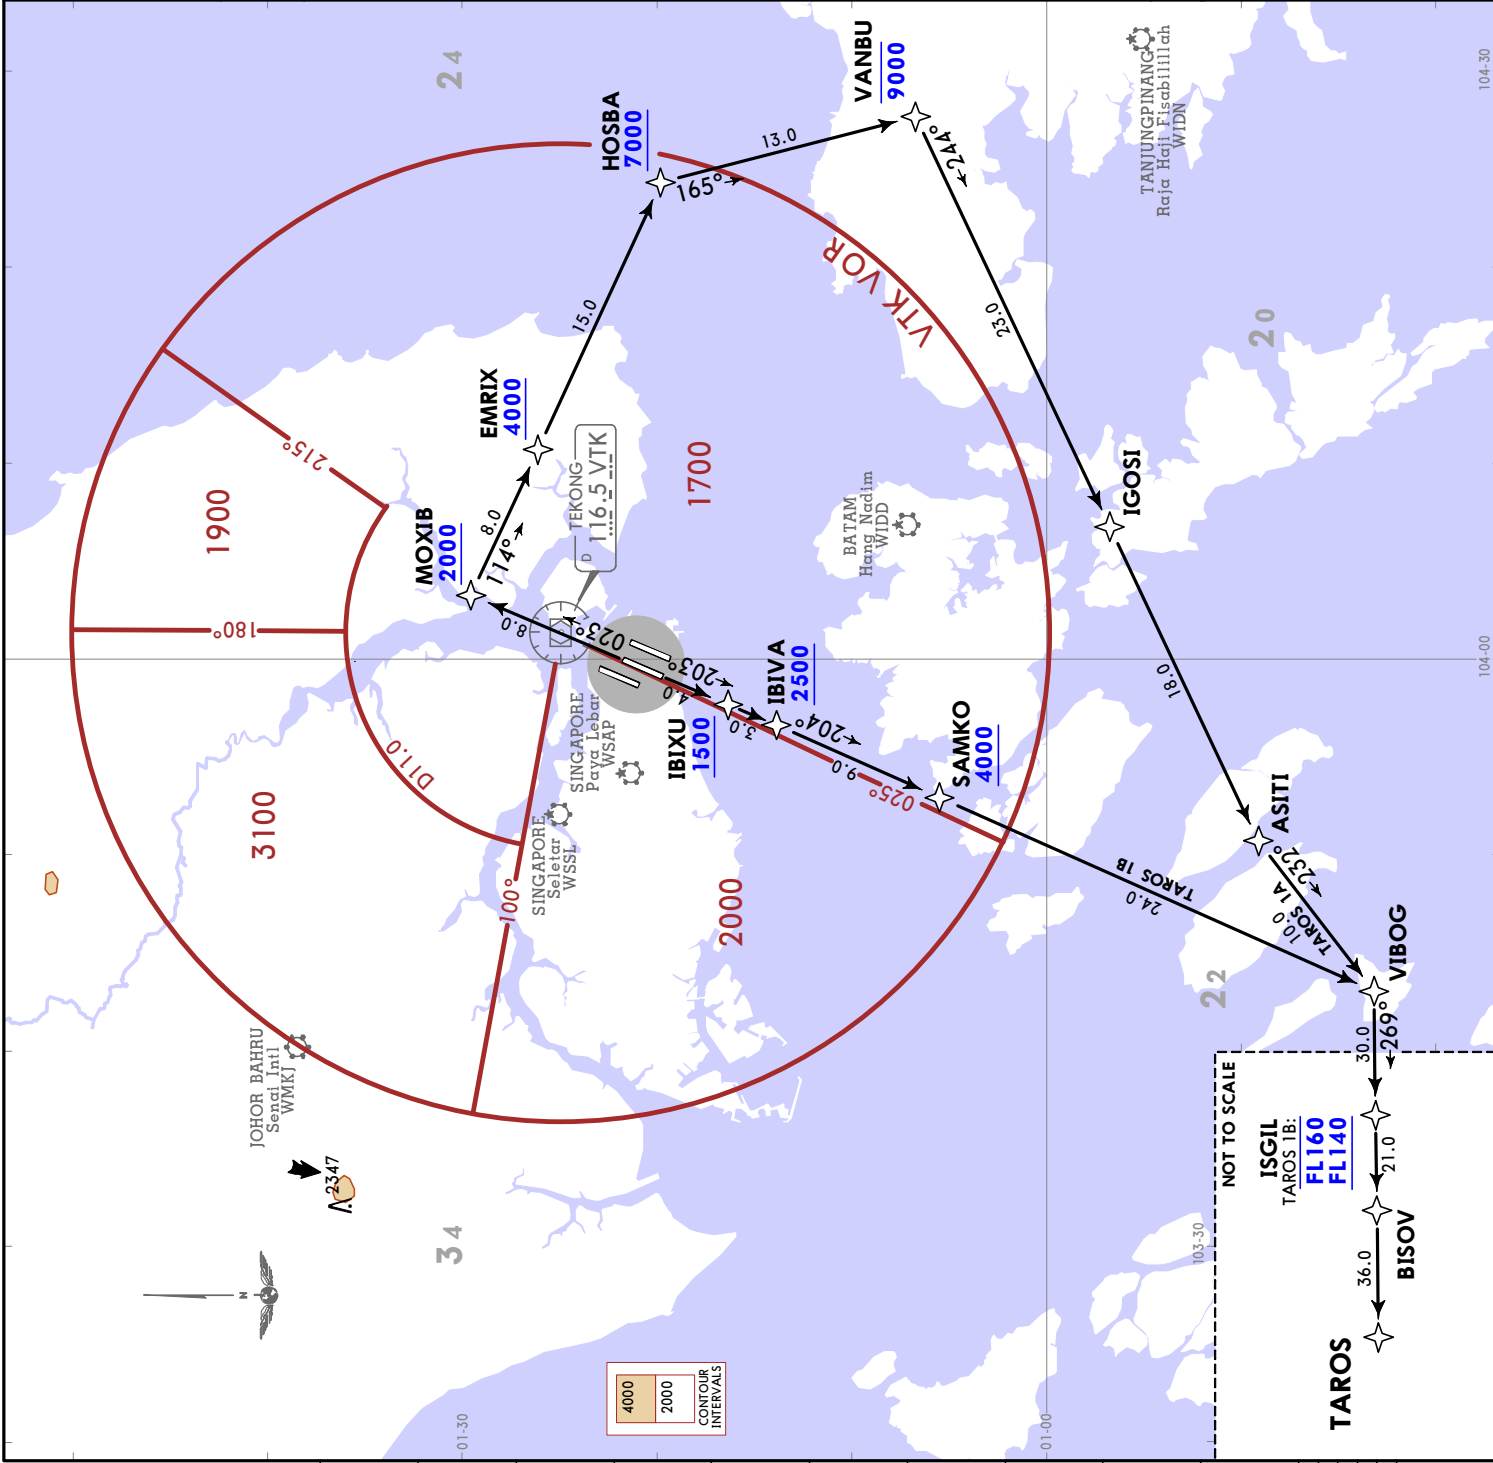 24
VANBU
9000
HOSBA
7000
13.0
165°
244°
TANJUNGPINANG
Raja Haji Fisabilillah
WIDN
104-30
VTK VOR
15.0
23.0
20
215°
EMRIX
4000
1900
MOXIB
2000
8.0
114°
D
TEKONG
116.5 VTK
1700
BATAM
Hang Nadim
WIDD
IGOSI
180°
8.0
023°
203°
4.0
IBIVA
2500
IBIXU
1500
3.0
204°
9.0
025°
SAMKO
4000
18.0
104-00
D11.0
3100
SINGAPORE
Paya Lebar
WSAP
SINGAPORE
Seletar
WSSL
100°
2000
ASITI
232°
TAROS 1A
10.0
TAROS 1B
24.0
22
VIBOG
269°
30.0
JOHOR BAHRU
Senai Intl
WMKJ
2347
34
N
NOT TO SCALE
ISGIL
TAROS 1B:
FL160
FL140
21.0
BISOV
36.0
TAROS
103-30
4000
2000
CONTOUR
INTERVALS
01-30
01-00